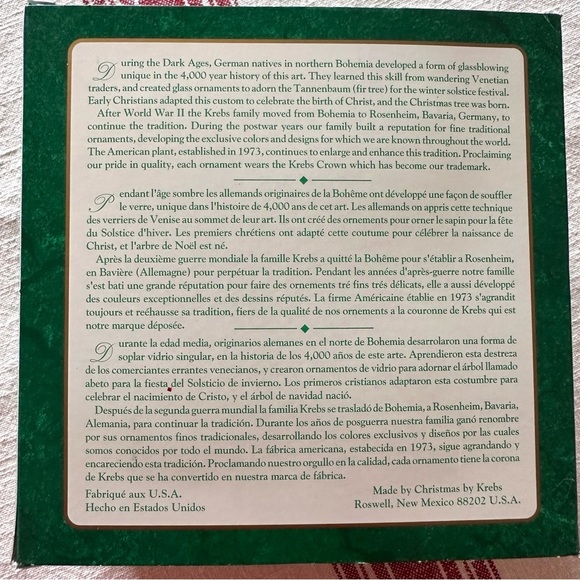 During the Dark Ages, German natives in northern Bohemia developed a form of glassblowing
unique in the 4,000 year history of this art. They learned this skill from wandering Venetian
traders, and created glass ornaments to adorn the Tannenbaum (fir tree) for the winter solstice festival.
Early Christians adapted this custom to celebrate the birth of Christ, and the Christmas tree was born.
After World War II the Krebs family moved from Bohemia to Rosenheim, Bavaria, Germany, to
continue the tradition. During the postwar years our family built a reputation for fine traditional
ornaments, developing the exclusive colors and designs for which we are known throughout the world.
The American plant, established in 1973, continues to enlarge and enhance this tradition. Proclaiming
our pride in quality, each ornament wears the Krebs Crown which has become our trademark.
Pendant l'âge sombre les allemands originaires de la Bohême ont développé une façon de souffler
le verre, unique dans l'histoire de 4,000 ans de cet art. Les allemands on appris cette technique
des verriers de Venise au sommet de leur art. Ils ont créé des ornements pour orner le sapin pour la fête
du Solstice d'hiver. Les premiers chrétiens ont adapté cette coutume pour célébrer la naissance de
Christ, et l'arbre de Noël est né.
Après la deuxième guerre mondiale la famille Krebs a quitté la Bohême pour s'établir a Rosenheim,
en Bavière (Allemagne) pour perpétuar la tradition. Pendant les années d'après-guerre notre famille
s'est bati une grande réputation pour faire des ornements tré fins trés délicats, elle a aussi développé
des couleurs exceptionnelles et des dessins réputés. La firme Américaine établie en 1973 s'agrandit
toujours et reéhausse sa tradition, fiers de la qualité de nos ornements a la couronne de Krebs qui est
notre marque déposée.
Durante la edad media, originarios alemanes en el norte de Bohemia desarrolaron una forma de
soplar vidrio singular, en la historia de los 4,000 años de este arte. Aprendieron esta destreza
de los comerciantes errantes venecianos, y crearon ornamentos de vidrio para adornar el árbol llamado
abeto para la fiesta del Solsticio de invierno. Los primeros cristianos adaptaron esta costumbre para
celebrar el nacimiento de Cristo, y el árbol de navidad nació.
Después de la segunda guerra mundial la familia Krebs se trasladó de Bohemia, a Rosenheim, Bavaria,
Alemania, para continuar la tradición. Durante los años de posguerra nuestra familia ganó renombre
por sus ornamentos finos tradicionales, desarrollando los colores exclusivos y diseños por las cuales
somos conocidos por todo el mundo. La fábrica americana, estabecida en 1973, sigue agrandando y
encareciendo esta tradición. Proclamando nuestro orgullo en la calidad, cada ornamento tiene la corona
de Krebs que se ha convertido en nuestra marca de fábrica.
Fabriqué aux U.S.A.
Hecho en Estados Unidos
Made by Christmas by Krebs
Roswell, New Mexico 88202 U.S.A.